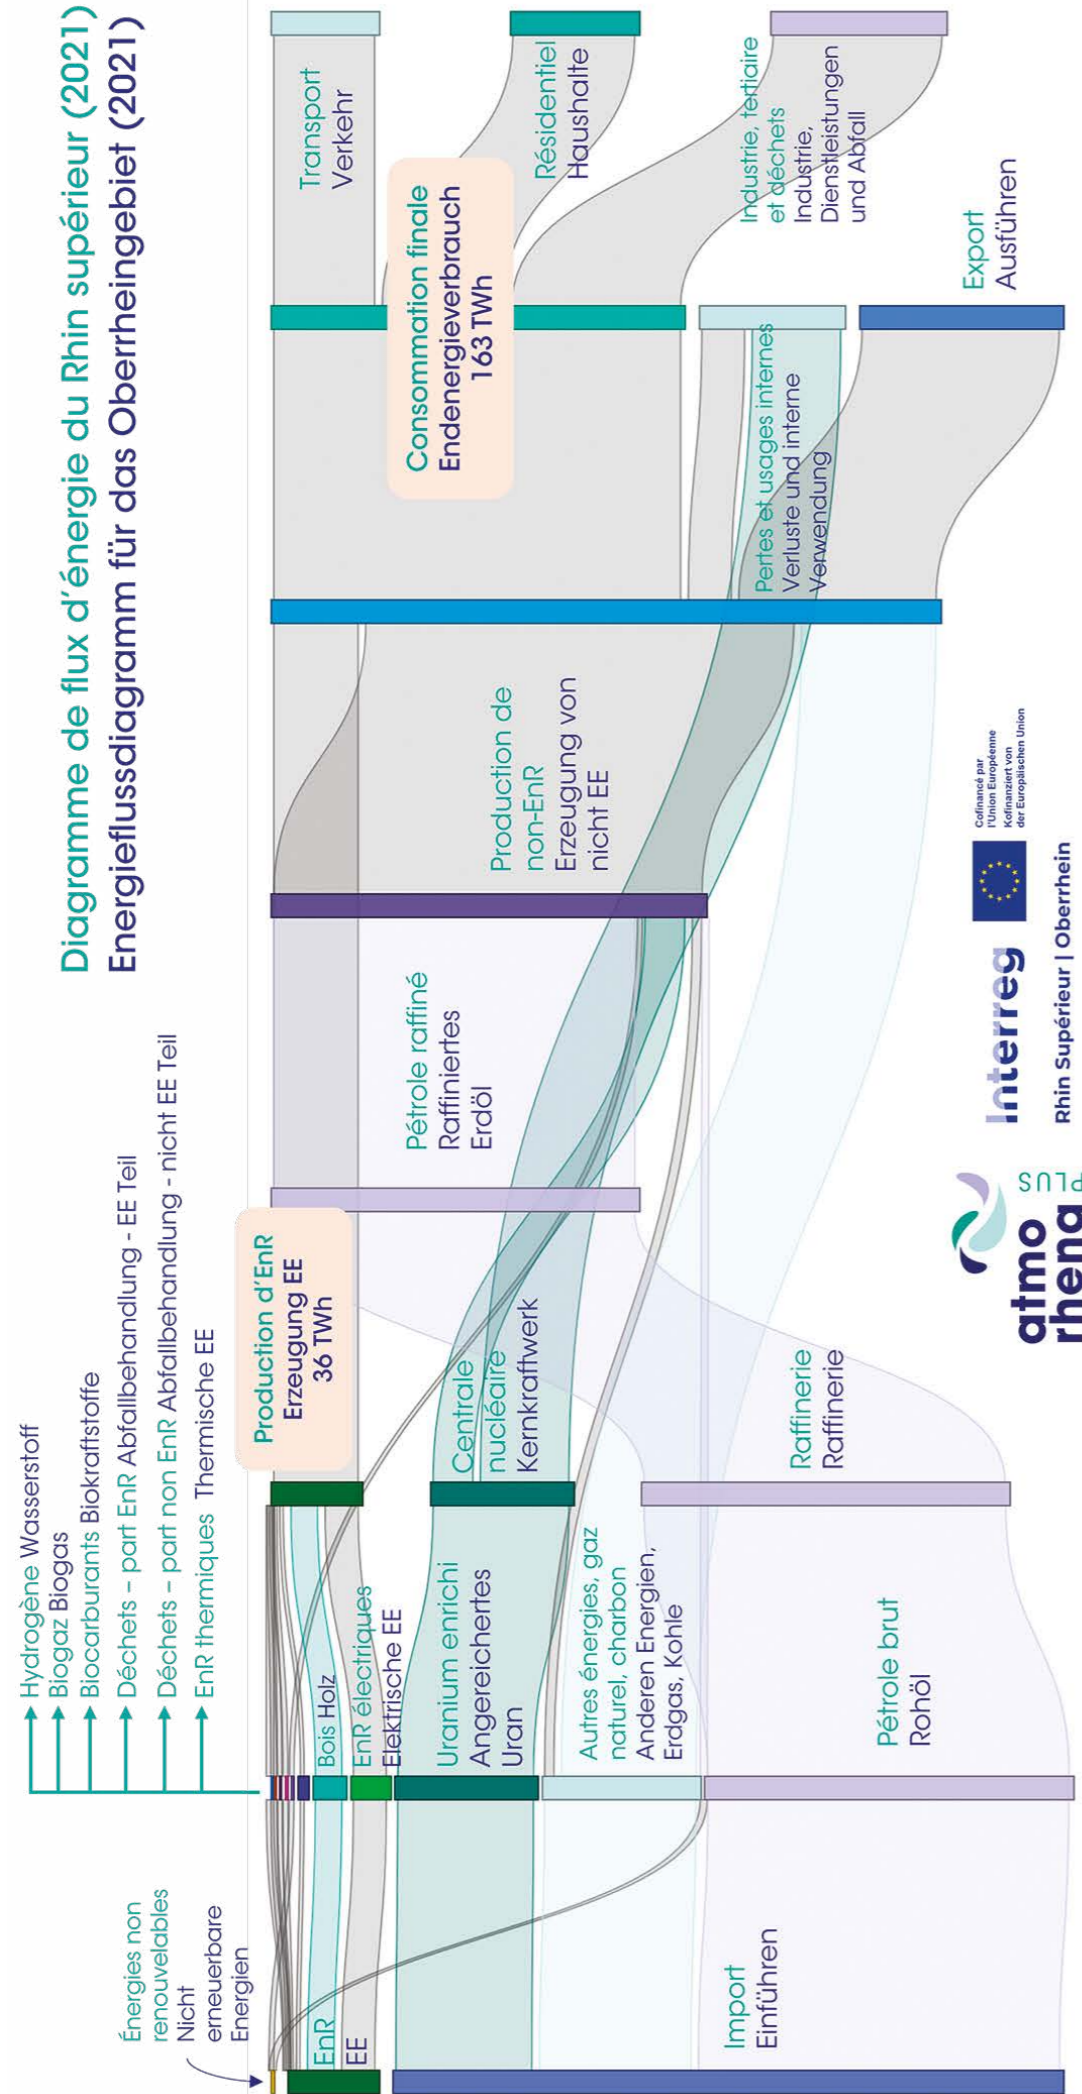 Diagramme de flux d'énergie du Rhin supérieur (2021)
Energieflussdiagramm für das Oberrheingebiet (2021)
Hydrogène Wasserstoff
Biogaz Biogas
Biocarburants Biokraftstoffe
Déchets – part EnR Abfallbehandlung - EE Teil
Déchets – part non EnR Abfallbehandlung - nicht EE Teil
EnR thermiques Thermische EE
Énergies non
renouvelables
Nicht
erneuerbare
Energien
EnR
EE
Import
Einführen
Bois Holz
EnR électriques
Elektrische EE
Uranium enrichi
Angereichertes
Uran
Autres énergies, gaz
naturel, charbon
Anderen Energien,
Erdgas, Kohle
Pétrole brut
Rohöl
Production d'EnR
Erzeugung EE
36 TWh
Centrale
nucléaire
Kernkraftwerk
Raffinerie
Raffinerie
Pétrole raffiné
Raffiniertes
Erdöl
Production de
non-EnR
Erzeugung von
nicht EE
Consommation finale
Endenergieverbrauch
163 TWh
Pertes et usages internes
Verluste und interne
Verwendung
Transport
Verkehr
Résidentiel
Haushalte
Industrie, tertiaire
et déchets
Industrie,
Dienstleistungen
und Abfall
Export
Ausführen
atmo
rhena
PLUS
Interreg
Cofinancé par
l'Union Européenne
Kofinanziert von
der Europäischen Union
Rhin Supérieur | Oberrhein